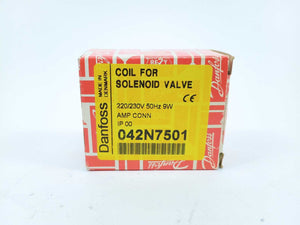 Danfoss
MADE IN
DENMARK
COIL FOR
SOLENOID VALVE
CE
220/230V 50Hz 9W
AMP CONN
IP 00
042N7501
Danfoss
Danfoss